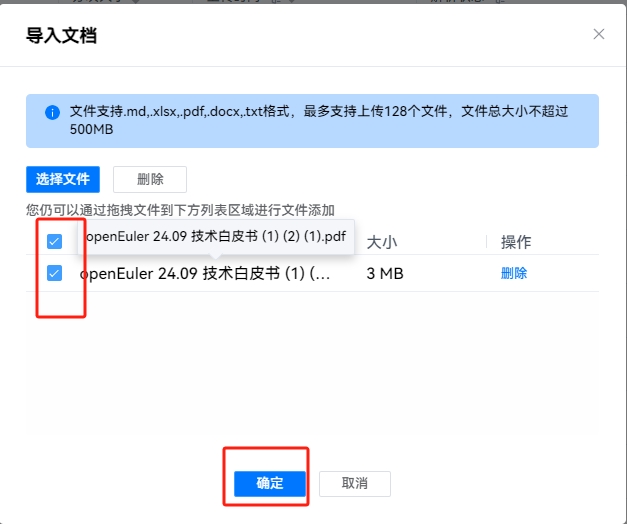 导入文档
文件支持.md,.xlsx,.pdf,.docx,.txt格式，最多支持上传128个文件，文件总大小不超过
500MB
选择文件
删除
您仍可以通过拖拽文件到下方列表区域进行文件添加
openEuler 24.09 技术白皮书 (1) (2) (1).pdf
大小
操作
openEuler 24.09 技术白皮书 (1) (...
3 MB
删除
确定
取消